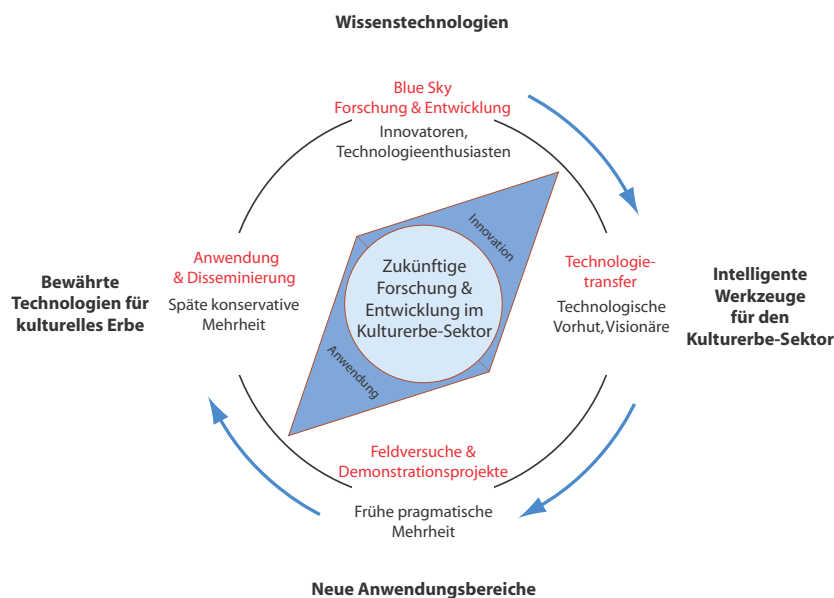 Wissenstechnologien
Blue Sky
Forschung & Entwicklung
Innovatoren,
Technologieenthusiasten
Innovation
Anwendung
& Disseminierung
Späte konservative
Mehrheit
Bewährte
Technologien für
kulturelles Erbe
Zukünftige
Forschung &
Entwicklung im
Kulturerbe-Sektor
Technologie-
transfer
Technologische
Vorhut, Visionäre
Intelligente
Werkzeuge
für den
Kulturerbe-Sektor
Anwendung
Feldversuche &
Demonstrationsprojekte
Frühe pragmatische
Mehrheit
Neue Anwendungsbereiche